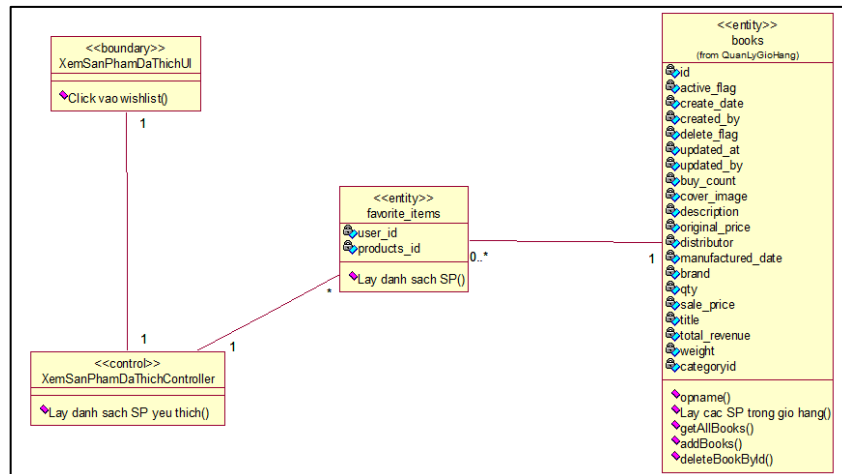 <<boundary>>
XemSanPhamDaThichUI
Click vao wishlist()
1
1
<<control>>
XemSanPhamDaThichController
Lay danh sach SP yeu thich()
1
*
<<entity>>
favorite_items
user_id
products_id
Lay danh sach SP()
0..*
1
<<entity>>
books
(from QuanLyGioHang)
id
active_flag
create_date
created_by
delete_flag
updated_at
updated_by
buy_count
cover_image
description
original_price
distributor
manufactured_date
brand
qty
sale_price
title
total_revenue
weight
categoryid
opname()
Lay cac SP trong gio hang()
getAllBooks()
addBooks()
deleteBookById()